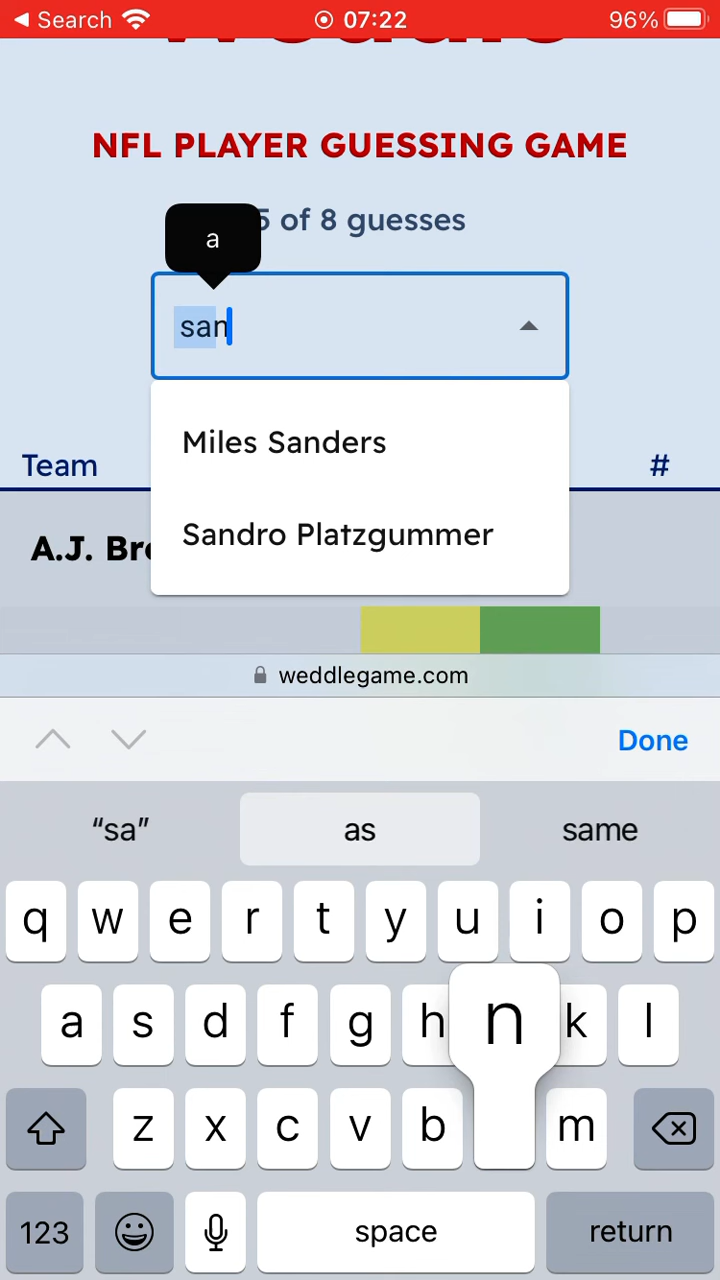 Search 07:22 96%
NFL PLAYER GUESSING GAME
5 of 8 guesses
a
san
Miles Sanders
Team #
Sandro Platzgummer
A.J. Bro
weddlegame.com
Done
“sa” as same
q w e r t y u i o p
a s d f g h n k l
z x c v b m
123 space return